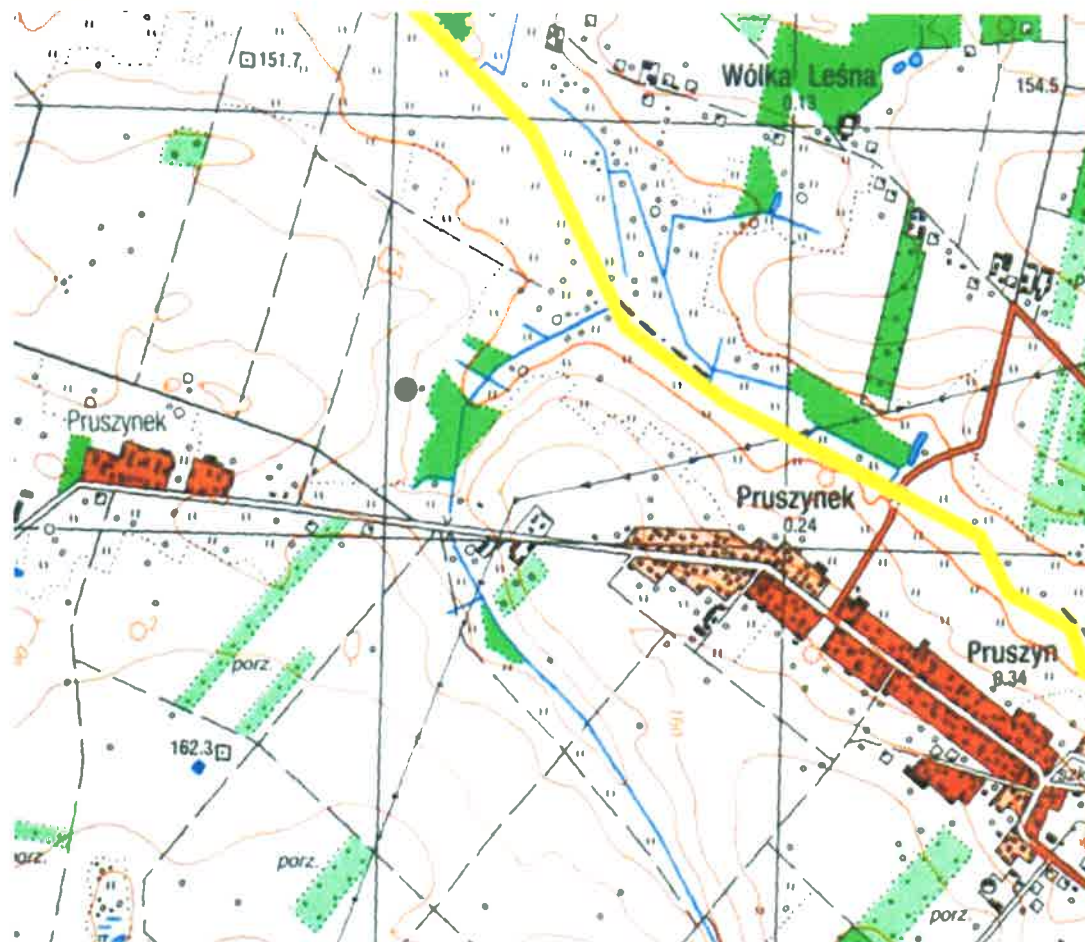 151.7
Wólka Leśna
0.13
154.5
Pruszynek
Pruszynek
0.24
Pruszyn
0.34
porz.
162.3
porz.
porz.